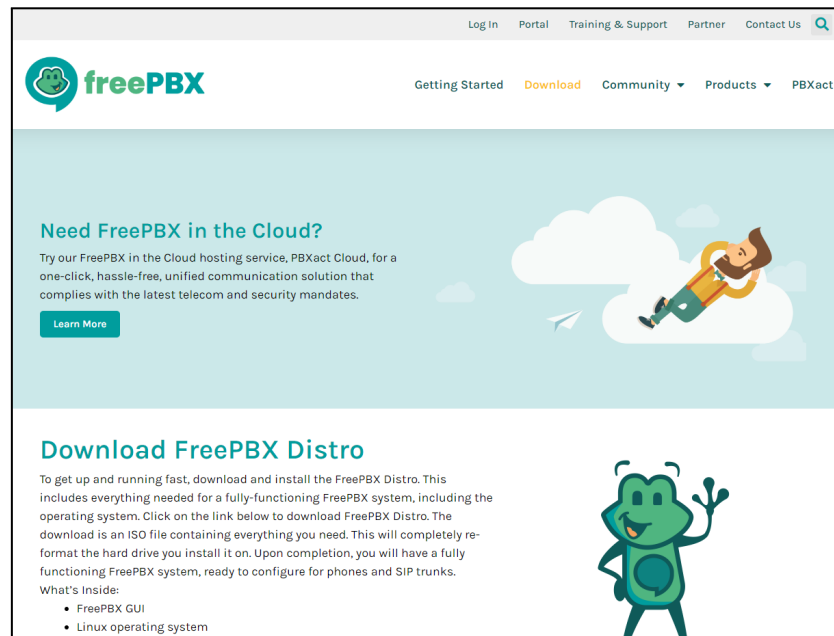 Log In Portal Training & Support Partner Contact Us
freePBX
Getting Started Download Community Products PBXact
Need FreePBX in the Cloud?
Try our FreePBX in the Cloud hosting service, PBXact Cloud, for a
one-click, hassle-free, unified communication solution that
complies with the latest telecom and security mandates.
Learn More
Download FreePBX Distro
To get up and running fast, download and install the FreePBX Distro. This
includes everything needed for a fully-functioning FreePBX system, including the
operating system. Click on the link below to download FreePBX Distro. The
download is an ISO file containing everything you need. This will completely re-
format the hard drive you install it on. Upon completion, you will have a fully
functioning FreePBX system, ready to configure for phones and SIP trunks.
What's Inside:
• FreePBX GUI
• Linux operating system